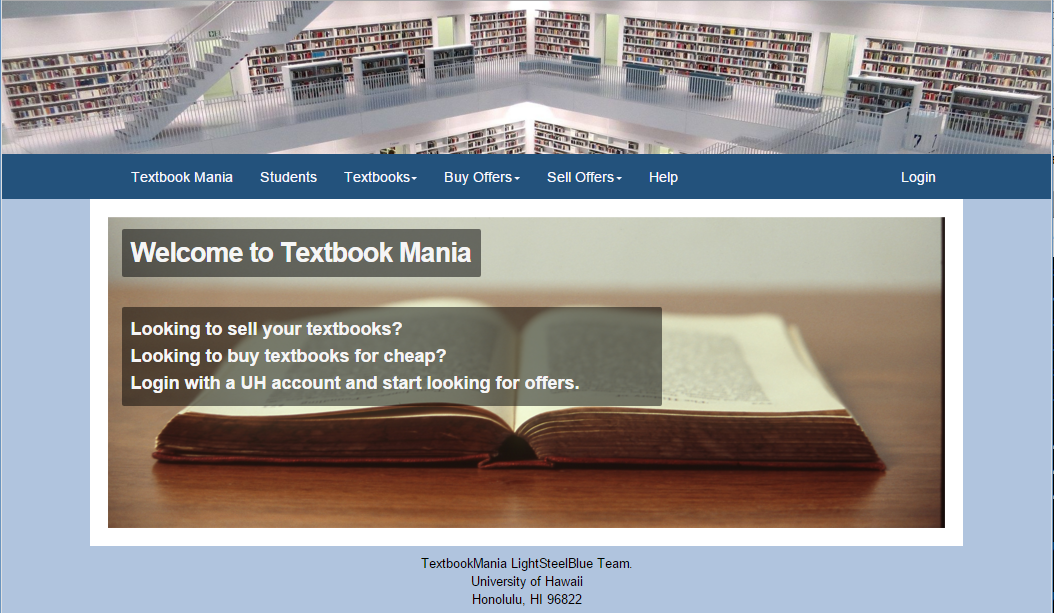 Textbook Mania Students Textbooks Buy Offers Sell Offers Help Login
Welcome to Textbook Mania
Looking to sell your textbooks?
Looking to buy textbooks for cheap?
Login with a UH account and start looking for offers.
TextbookMania LightSteelBlue Team.
University of Hawaii
Honolulu, HI 96822